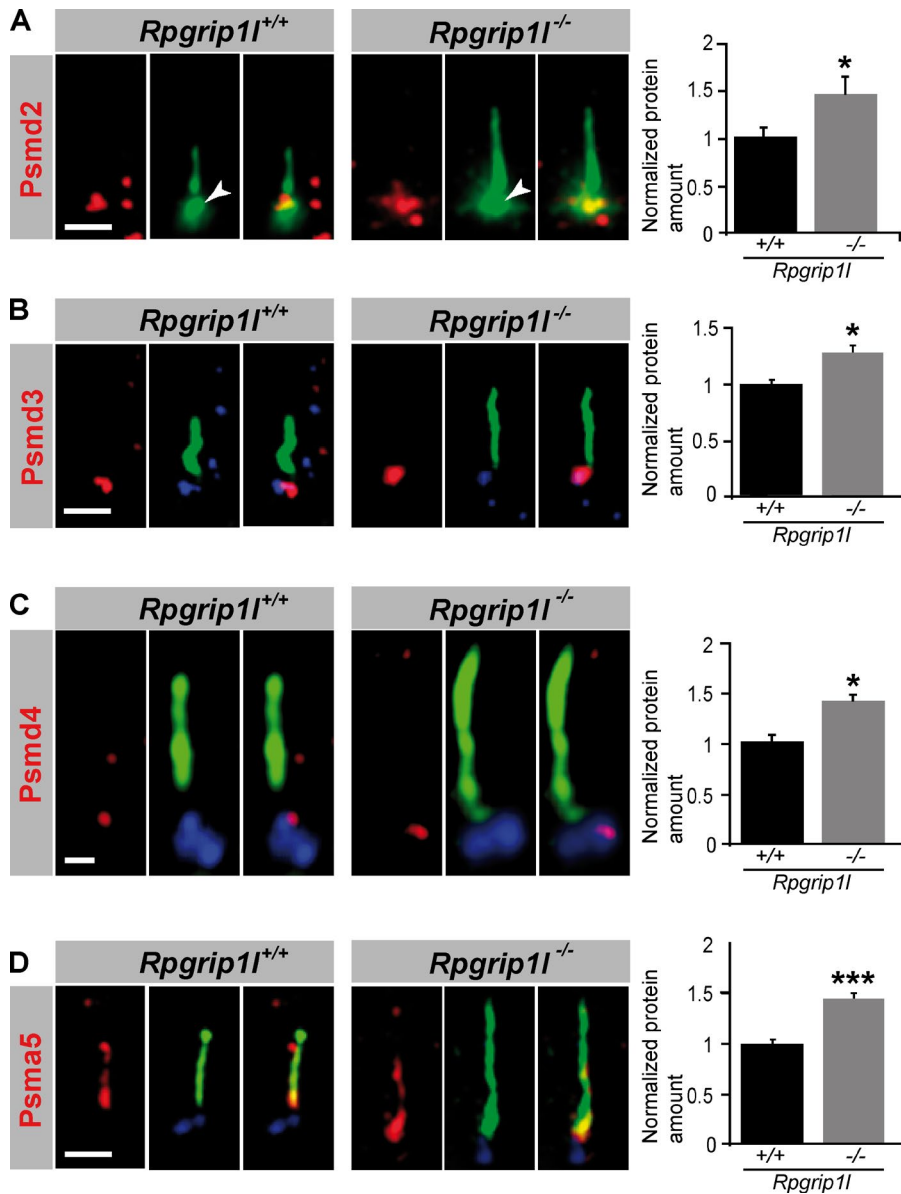 A
Rpgrip1l+/+
Rpgrip1l-/-
Psmd2
Normalized protein
amount
2
1.5
1
0.5
0
*
+/+
-/-
Rpgrip1l
B
Rpgrip1l+/+
Rpgrip1l-/-
Psmd3
Normalized protein
amount
1.5
1
0.5
0
*
+/+
-/-
Rpgrip1l
C
Rpgrip1l+/+
Rpgrip1l-/-
Psmd4
Normalized protein
amount
2
1.5
1
0.5
0
*
+/+
-/-
Rpgrip1l
D
Rpgrip1l+/+
Rpgrip1l-/-
Psma5
Normalized protein
amount
2
1.5
1
0.5
0
***
+/+
-/-
Rpgrip1l